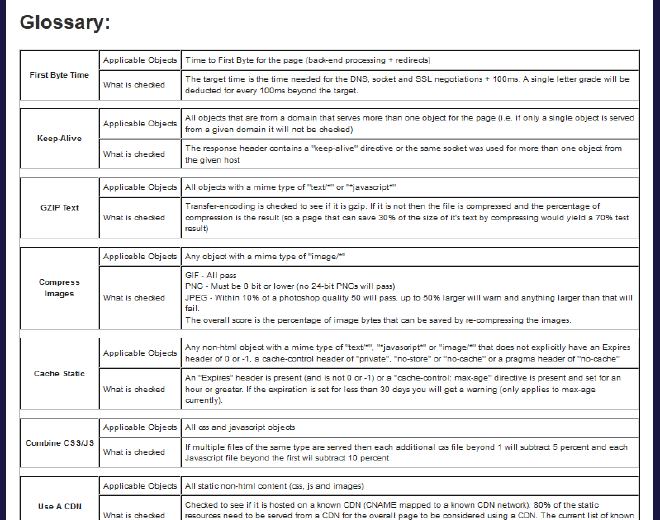 Glossary:
First Byte Time
Applicable Objects
Time to First Byte for the page (back-end processing + redirects)
What is checked
The target time is the time needed for the DNS, socket and SSL negotiations + 100ms. A single letter grade will be
deducted for every 100ms beyond the target.
Keep-Alive
Applicable Objects
All objects that are from a domain that serves more than one object for the page (i.e. if only a single object is served
from a given domain it will not be checked)
What is checked
The response header contains a "keep-alive" directive or the same socket was used for more than one object from
the given host
GZIP Text
Applicable Objects
All objects with a mime type of "text/*" or "*javascript*"
What is checked
Transfer-encoding is checked to see if it is gzip. If it is not then the file is compressed and the percentage of
compression is the result (so a page that can save 30% of the size of it's text by compressing would yield a 70% test
result)
Compress
Images
Applicable Objects
Any object with a mime type of "image/*"
What is checked
GIF - All pass
PNG - Must be 8 bit or lower (no 24-bit PNGs will pass)
JPEG - Within 10% of a photoshop quality 50 will pass, up to 50% larger will warn and anything larger than that will
fail.
The overall score is the percentage of image bytes that can be saved by re-compressing the images.
Cache Static
Applicable Objects
Any non-html object with a mime type of "text/*", "*javascript*" or "image/*" that does not explicitly have an Expires
header of 0 or -1, a cache-control header of "private", "no-store" or "no-cache" or a pragma header of "no-cache"
What is checked
An "Expires" header is present (and is not 0 or -1) or a "cache-control: max-age" directive is present and set for an
hour or greater. If the expiration is set for less than 30 days you will get a warning (only applies to max-age
currently).
Combine CSS/JS
Applicable Objects
All css and javascript objects
What is checked
If multiple files of the same type are served then each additional css file beyond 1 will subtract 5 percent and each
Javascript file beyond the first wil subtract 10 percent
Use A CDN
Applicable Objects
All static non-html content (css, js and images)
What is checked
Checked to see if it is hosted on a known CDN (CNAME mapped to a known CDN network). 80% of the static
resources need to be served from a CDN for the overall page to be considered using a CDN. The current list of known